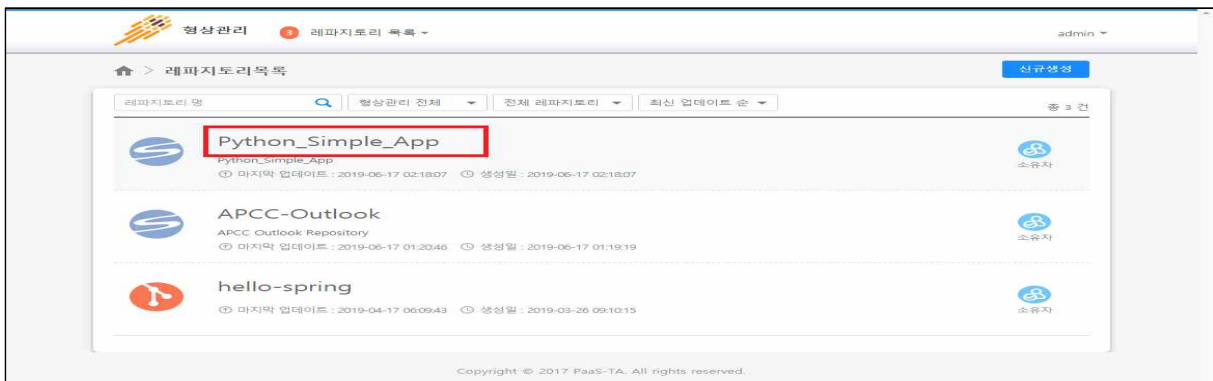 형상관리 3 레파지토리 목록 admin
> 레파지토리목록 신규생성
레파지토리 명 형상관리 전체 전체 레파지토리 최신 업데이트 순 총 3 건
Python_Simple_App
Python_Simple_App
마지막 업데이트 : 2019-06-17 02:18:07 생성일 : 2019-06-17 02:18:07
소유자
APCC-Outlook
APCC Outlook Repository
마지막 업데이트 : 2019-06-17 01:20:46 생성일 : 2019-06-17 01:19:19
소유자
hello-spring
마지막 업데이트 : 2019-04-17 06:09:43 생성일 : 2019-03-26 09:10:15
소유자
Copyright © 2017 PaaS-TA. All rights reserved.